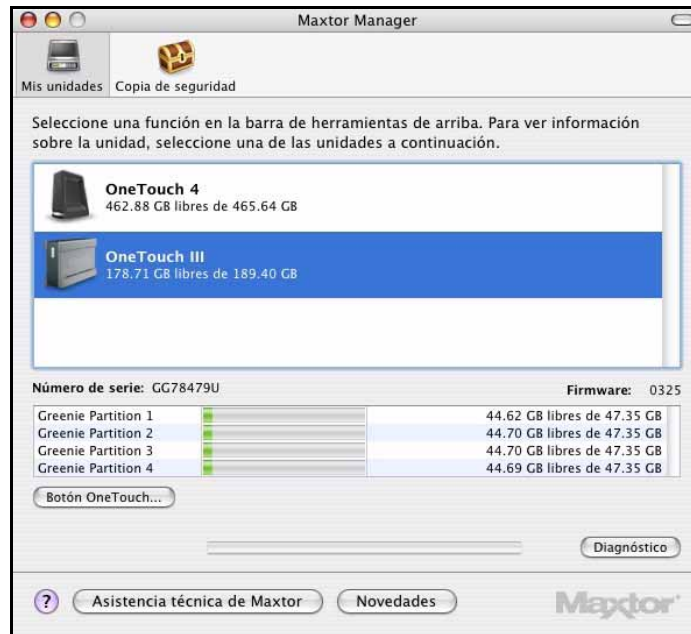 Maxtor Manager
Mis unidades
Copia de seguridad
Seleccione una función en la barra de herramientas de arriba. Para ver información
sobre la unidad, seleccione una de las unidades a continuación.
OneTouch 4
462.88 GB libres de 465.64 GB
OneTouch III
178.71 GB libres de 189.40 GB
Número de serie: GG78479U
Firmware: 0325
Greenie Partition 1 44.62 GB libres de 47.35 GB
Greenie Partition 2 44.70 GB libres de 47.35 GB
Greenie Partition 3 44.70 GB libres de 47.35 GB
Greenie Partition 4 44.69 GB libres de 47.35 GB
Botón OneTouch...
Diagnóstico
? Asistencia técnica de Maxtor Novedades Maxtor